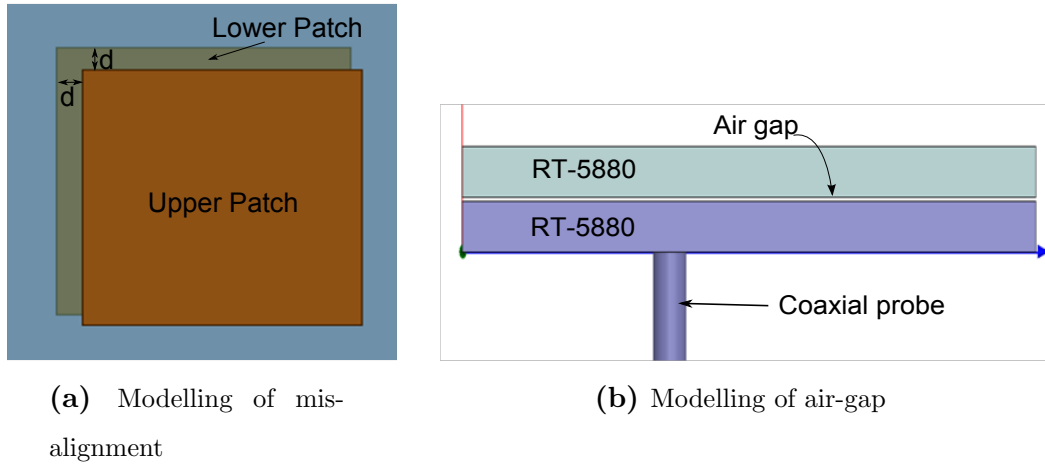 Lower Patch
d
d
Upper Patch
(a) Modelling of mis-
alignment
Air gap
RT-5880
RT-5880
Coaxial probe
(b) Modelling of air-gap